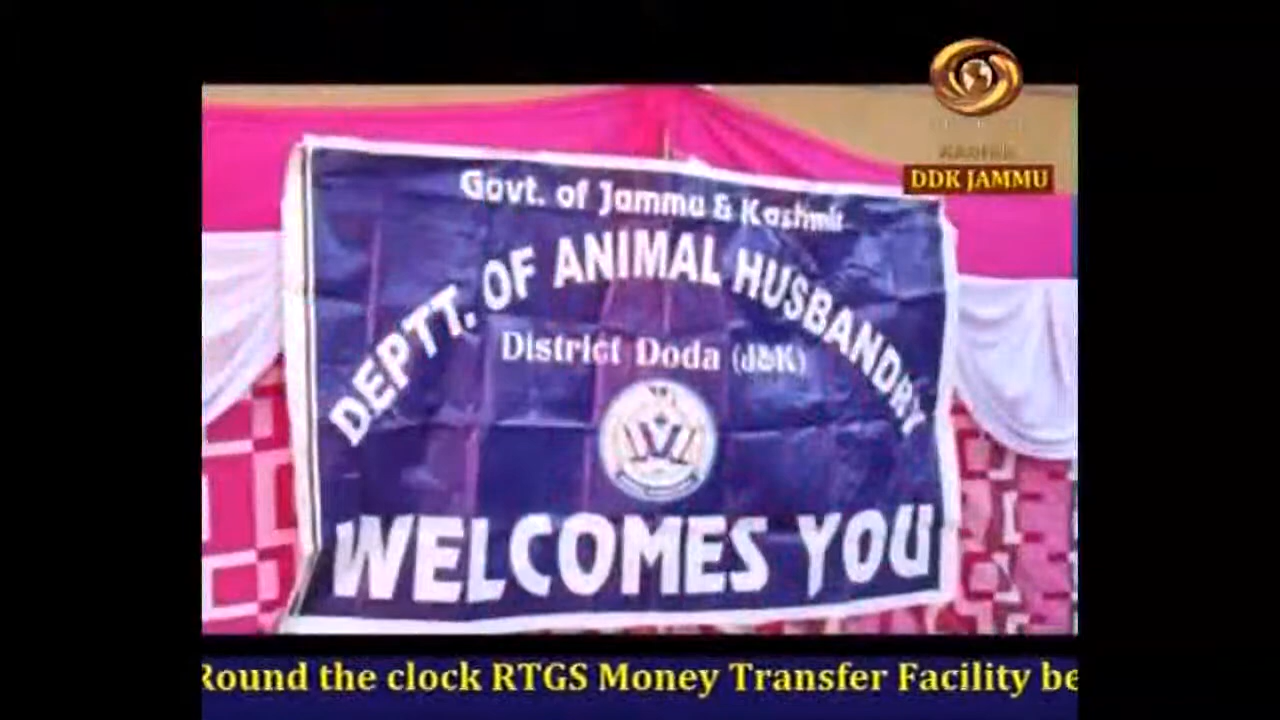 DDK JAMMU
Govt. of Jammu & Kashmir
DEPTT. OF ANIMAL HUSBANDRY
District Doda (J&K)
WELCOMES YOU
Round the clock RTGS Money Transfer Facility be